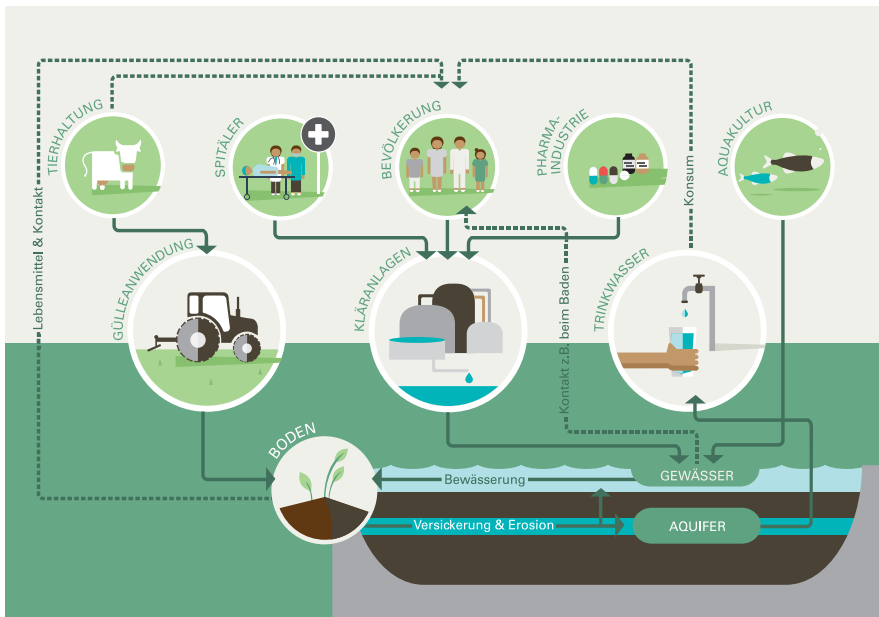 TIERHALTUNG
SPITÄLER
BEVÖLKERUNG
PHARMA-
INDUSTRIE
AQUAKULTUR
Lebensmittel & Kontakt
Konsum
GÜLLEANWENDUNG
KLÄRANLAGEN
Kontakt z.B. beim Baden
TRINKWASSER
BODEN
Bewässerung
GEWÄSSER
Versickerung & Erosion
AQUIFER